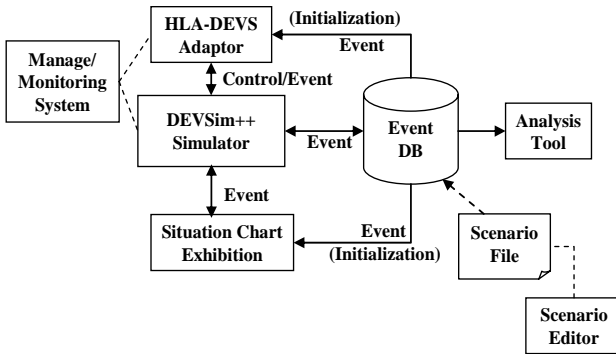 HLA-DEVS
Adaptor
(Initialization)
Event
Manage/
Monitoring
System
Control/Event
DEVSim++
Simulator
Event
Event
DB
Analysis
Tool
Event
Situation Chart
Exhibition
Event
(Initialization)
Scenario
File
Scenario
Editor